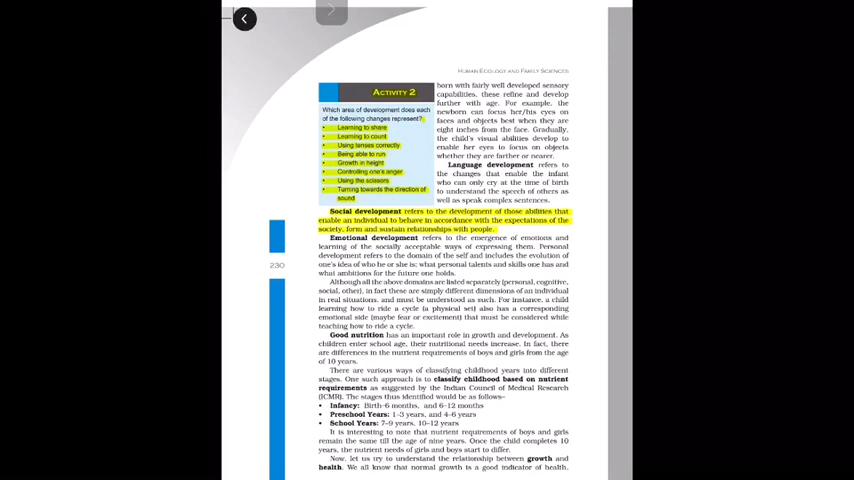 HUMAN ECOLOGY AND FAMILY SCIENCES
ACTIVITY 2
Which area of development does each
of the following changes represent?
• Learning to share
• Learning to count
• Using tenses correctly
• Being able to run
• Growth in height
• Controlling one's anger
• Using the scissors
• Turning towards the direction of
sound
born with fairly well developed sensory
capabilities, these refine and develop
further with age. For example, the
newborn can focus her/his eyes on
faces and objects best when they are
eight inches from the face. Gradually,
the child's visual abilities develop to
enable her eyes to focus on objects
whether they are farther or nearer.
Language development refers to
the changes that enable the infant
who can only cry at the time of birth
to understand the speech of others as
well as speak complex sentences.
Social development refers to the development of those abilities that
enable an individual to behave in accordance with the expectations of the
society, form and sustain relationships with people.
Emotional development refers to the emergence of emotions and
learning of the socially acceptable ways of expressing them. Personal
development refers to the domain of the self and includes the evolution of
one's idea of who he or she is; what personal talents and skills one has and
what ambitions for the future one holds.
Although all the above domains are listed separately (personal, cognitive,
social, other), in fact these are simply different dimensions of an individual
in real situations, and must be understood as such. For instance, a child
learning how to ride a cycle (a physical set) also has a corresponding
emotional side (maybe fear or excitement) that must be considered while
teaching how to ride a cycle.
Good nutrition has an important role in growth and development. As
children enter school age, their nutritional needs increase. In fact, there
are differences in the nutrient requirements of boys and girls from the age
of 10 years.
There are various ways of classifying childhood years into different
stages. One such approach is to classify childhood based on nutrient
requirements as suggested by the Indian Council of Medical Research
(ICMR). The stages thus identified would be as follows–
• Infancy: Birth–6 months, and 6–12 months
• Preschool Years: 1–3 years, and 4–6 years
• School Years: 7–9 years, 10–12 years
It is interesting to note that nutrient requirements of boys and girls
remain the same till the age of nine years. Once the child completes 10
years, the nutrient needs of girls and boys start to differ.
Now, let us try to understand the relationship between growth and
health. We all know that normal growth is a good indicator of health,
230